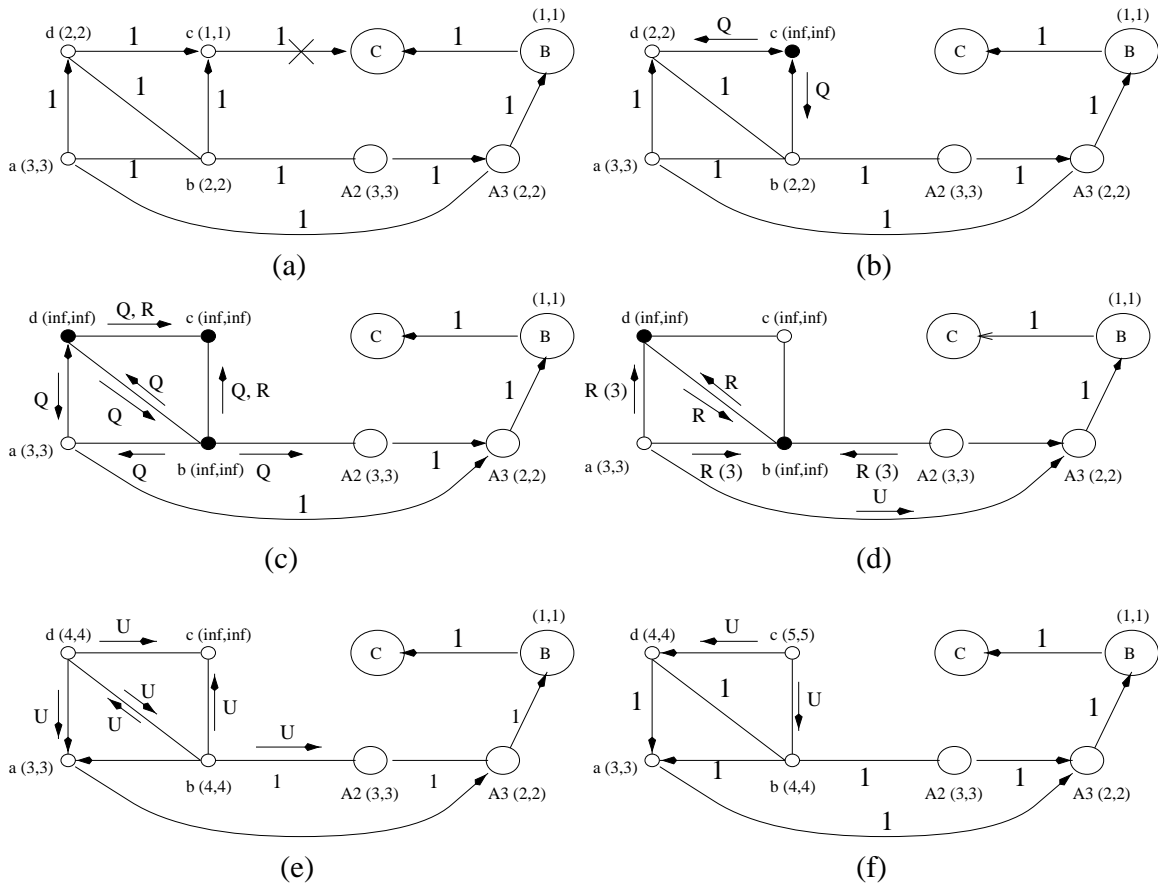 (1,1)
(1,1)
d (2,2) 1 c (1,1) 1 C 1 B
d (2,2) Q c (inf,inf) C 1 B
1 1 1 1
1 1 Q 1
a (3,3) 1 b (2,2) 1 A2 (3,3) 1 A3 (2,2)
a (3,3) 1 b (2,2) 1 A2 (3,3) 1 A3 (2,2)
1
1
(a)
(b)
(1,1)
(1,1)
d (inf,inf) Q, R c (inf,inf) C 1 B
d (inf,inf) c (inf,inf) C 1 B
Q Q Q Q, R 1
R (3) R R 1
a (3,3) Q b (inf,inf) Q A2 (3,3) 1 A3 (2,2)
a (3,3) R (3) b (inf,inf) R (3) A2 (3,3) A3 (2,2)
1
U
(c)
(d)
(1,1)
(1,1)
d (4,4) U c (inf,inf) C 1 B
d (4,4) U c (5,5) C 1 B
U U U U U 1
1 1 U 1
a (3,3) b (4,4) 1 A2 (3,3) 1 A3 (2,2)
a (3,3) 1 b (4,4) 1 A2 (3,3) 1 A3 (2,2)
1
(e)
(f)